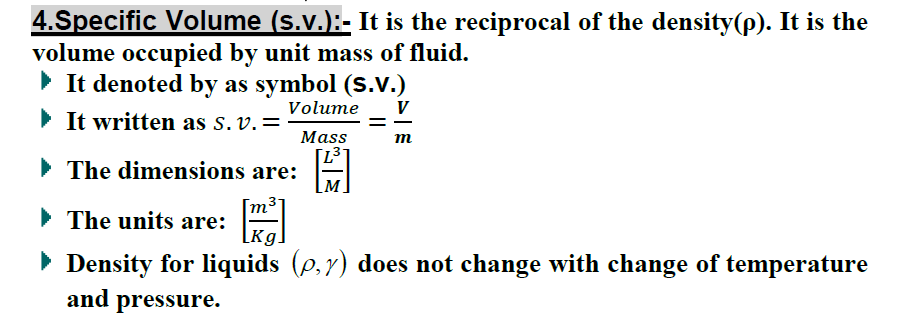 4.Specific Volume (s.v.):- It is the reciprocal of the density(ρ). It is the
volume occupied by unit mass of fluid.
It denoted by as symbol (s.v.)
It written as s. v. = Volume/Mass = V/m
The dimensions are: [L³/M]
The units are: [m³/Kg]
Density for liquids (ρ, γ) does not change with change of temperature
and pressure.